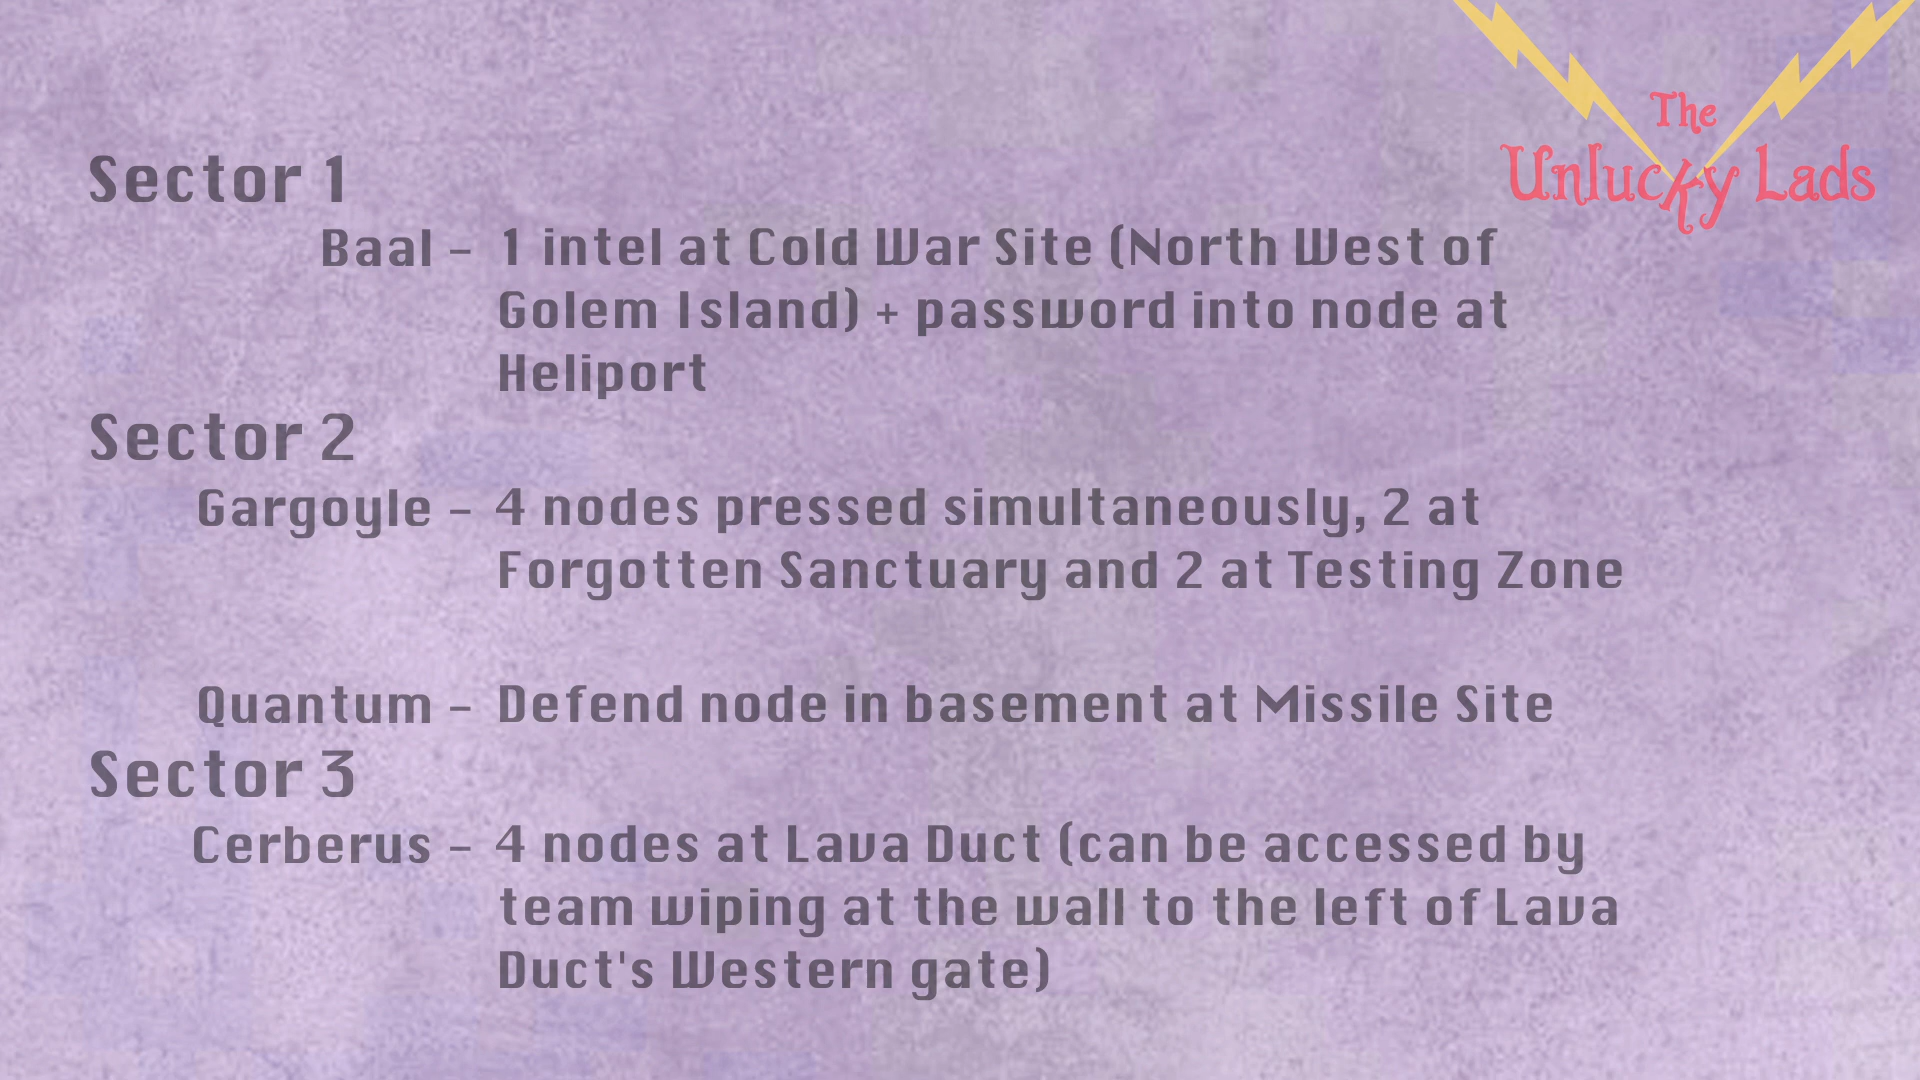 The
Unlucky Lads
Sector 1
Baal - 1 intel at Cold War Site (North West of
Golem Island) + password into node at
Heliport
Sector 2
Gargoyle - 4 nodes pressed simultaneously, 2 at
Forgotten Sanctuary and 2 at Testing Zone
Quantum - Defend node in basement at Missile Site
Sector 3
Cerberus - 4 nodes at Lava Duct (can be accessed by
team wiping at the wall to the left of Lava
Duct's Western gate)